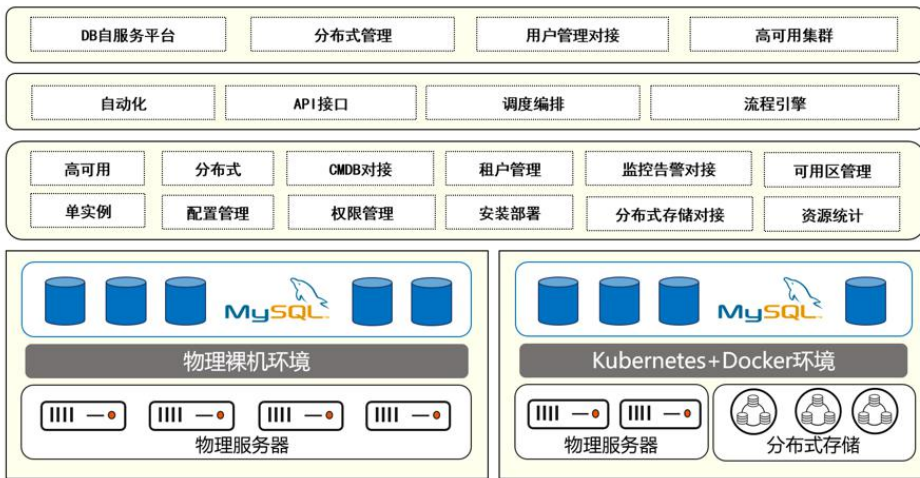 DB自服务平台 分布式管理 用户管理对接 高可用集群
自动化 API接口 调度编排 流程引擎
高可用 分布式 CMDB对接 租户管理 监控告警对接 可用区管理
单实例 配置管理 权限管理 安装部署 分布式存储对接 资源统计
MySQL™ MySQL™
物理裸机环境 Kubernetes+Docker环境
物理服务器 物理服务器 分布式存储